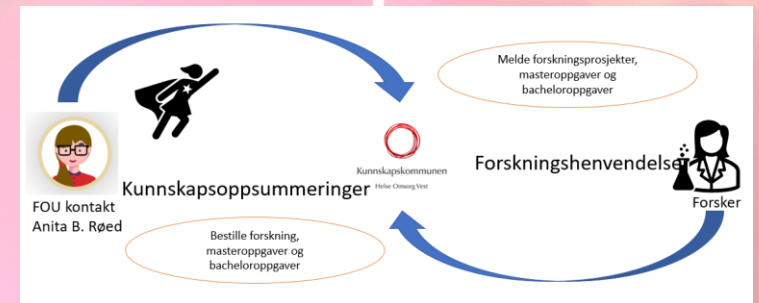 Melde forskningsprosjekter,
masteroppgaver og
bacheloroppgaver
Kunnskapskommunen
Helse Omsorg Vest
Forskningshenvendelser
Kunnskapsoppsummeringer
FOU kontakt
Anita B. Røed
Forsker
Bestille forskning,
masteroppgaver og
bacheloroppgaver